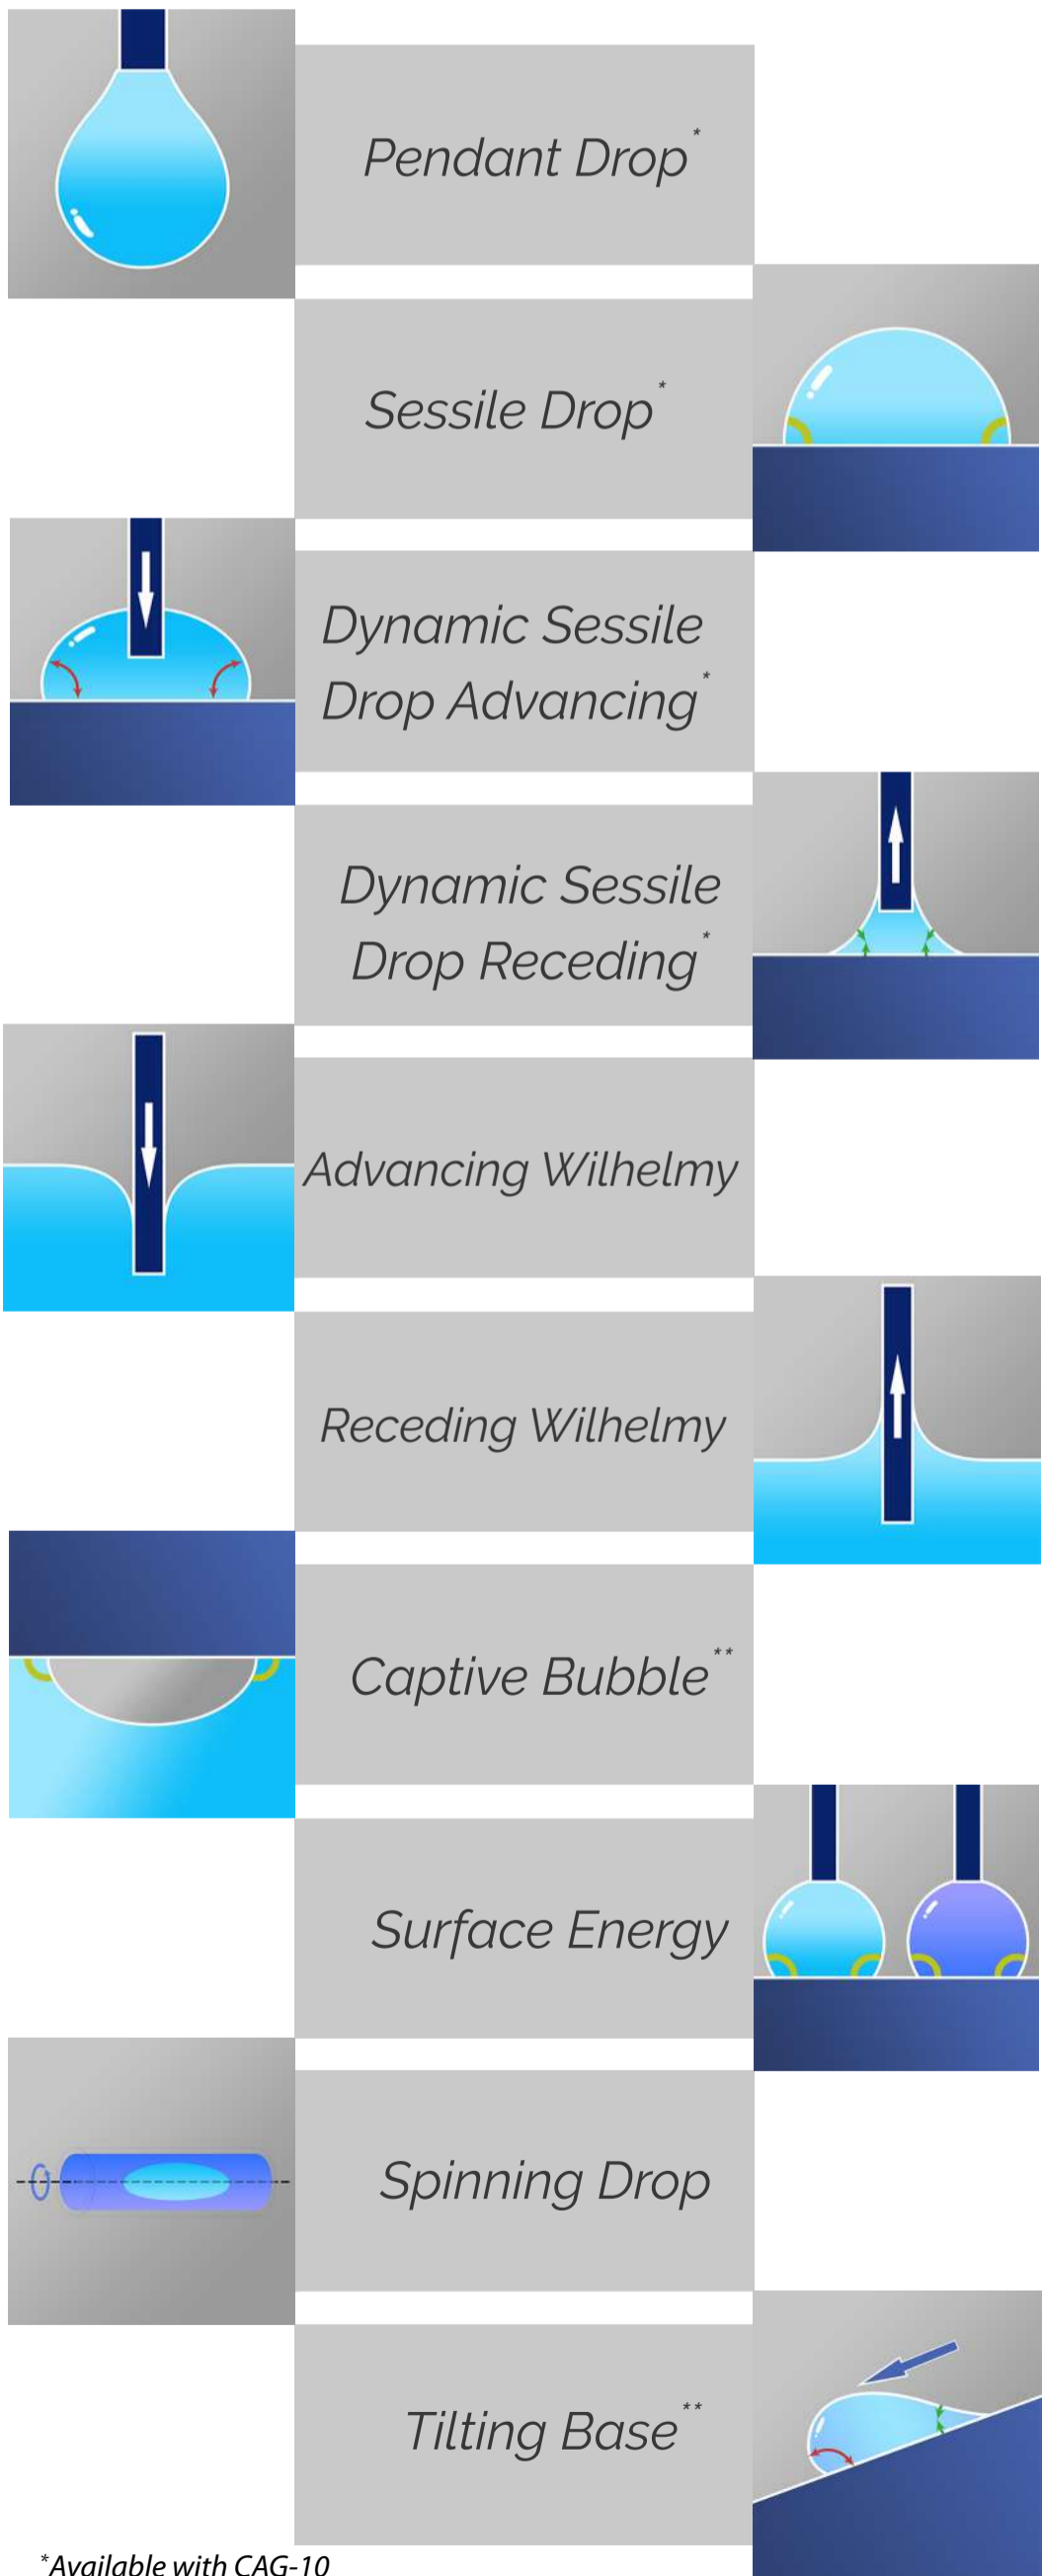 Pendant Drop*
Sessile Drop*
Dynamic Sessile
Drop Advancing*
Dynamic Sessile
Drop Receding*
Advancing Wilhelmy
Receding Wilhelmy
Captive Bubble**
Surface Energy
Spinning Drop
Tilting Base**
*Available with CAG-10